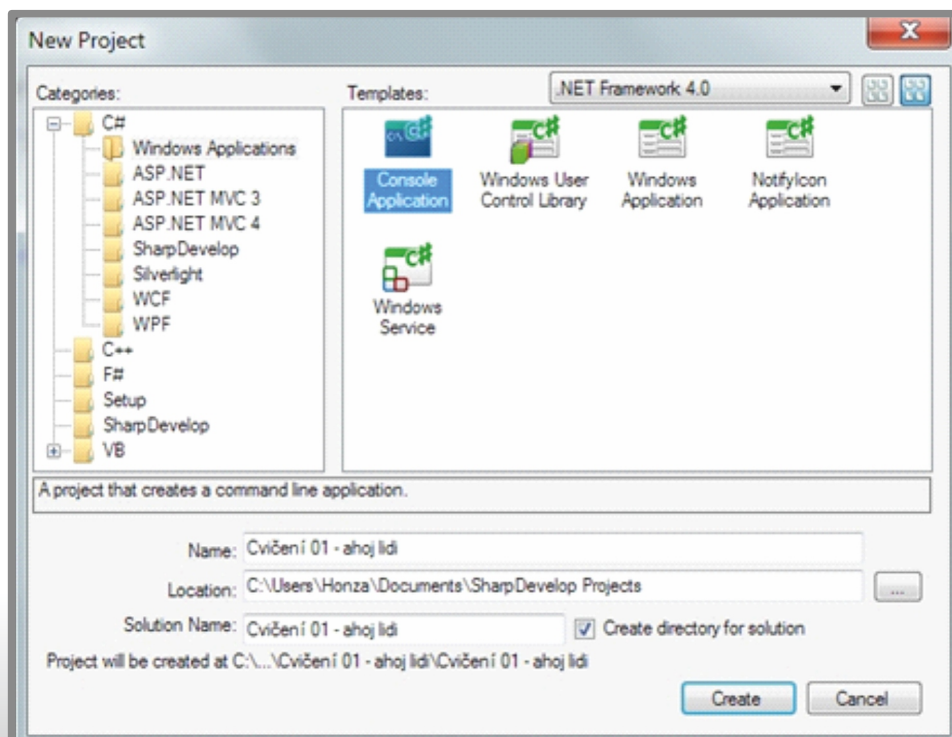 New Project
Categories:
Templates:
.NET Framework 4.0
C#
Windows Applications
ASP.NET
ASP.NET MVC 3
ASP.NET MVC 4
SharpDevelop
Silverlight
WCF
WPF
C++
F#
Setup
SharpDevelop
VB
C:\ C#
Console
Application
C#
Windows User
Control Library
C#
Windows
Application
C#
NotifyIcon
Application
C#
Windows
Service
A project that creates a command line application.
Name: Cvičení 01 - ahoj lidi
Location: C:\Users\Honza\Documents\SharpDevelop Projects ...
Solution Name: Cvičení 01 - ahoj lidi Create directory for solution
Project will be created at C:\...\Cvičení 01 - ahoj lidi\Cvičení 01 - ahoj lidi
Create Cancel